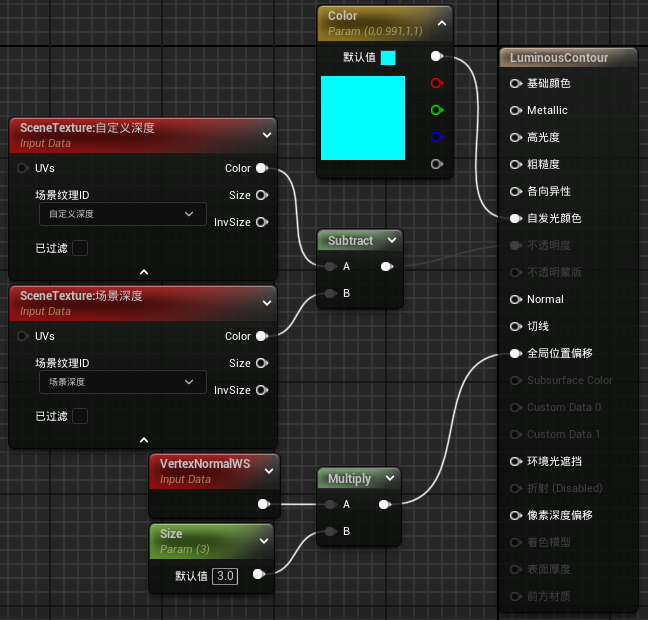 Color
Param (0,0.991,1,1)
默认值
SceneTexture:自定义深度
Input Data
UVs
Color
场景纹理ID
Size
自定义深度
InvSize
已过滤
SceneTexture:场景深度
Input Data
UVs
Color
场景纹理ID
Size
场景深度
InvSize
已过滤
Subtract
A
B
VertexNormalWS
Input Data
Size
Param (3)
默认值 3.0
Multiply
A
B
LuminousContour
基础颜色
Metallic
高光度
粗糙度
各向异性
自发光颜色
不透明度
不透明蒙版
Normal
切线
全局位置偏移
Subsurface Color
Custom Data 0
Custom Data 1
环境光遮挡
折射 (Disabled)
像素深度偏移
着色模型
表面厚度
前方材质